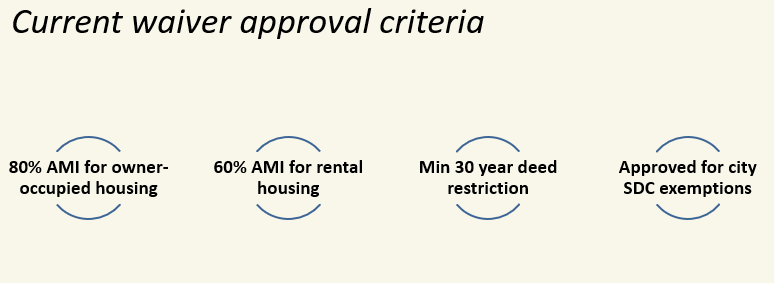 Current waiver approval criteria
80% AMI for owner-
occupied housing
60% AMI for rental
housing
Min 30 year deed
restriction
Approved for city
SDC exemptions